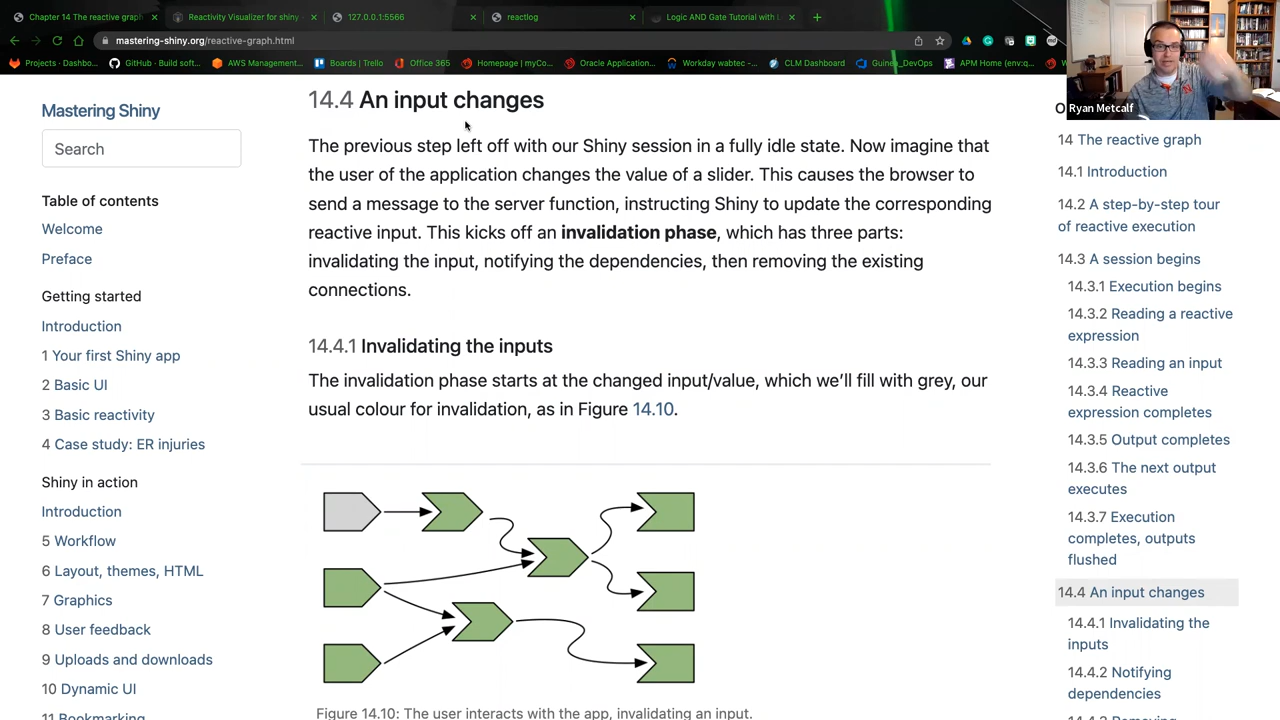 Chapter 14 The reactive graph
Reactivity Visualizer for shiny
127.0.0.1:5566
reactlog
Logic AND Gate Tutorial with L
mastering-shiny.org/reactive-graph.html
Projects · Dashbo...
GitHub · Build soft...
AWS Management...
Boards | Trello
Office 365
Homepage | myCo...
Oracle Application...
Workday wabtec -...
CLM Dashboard
Guinea_DevOps
APM Home (env:q...
Ryan Metcalf
Mastering Shiny
Search
Table of contents
Welcome
Preface
Getting started
Introduction
1 Your first Shiny app
2 Basic UI
3 Basic reactivity
4 Case study: ER injuries
Shiny in action
Introduction
5 Workflow
6 Layout, themes, HTML
7 Graphics
8 User feedback
9 Uploads and downloads
10 Dynamic UI
11 Bookmarking
14.4 An input changes
The previous step left off with our Shiny session in a fully idle state. Now imagine that
the user of the application changes the value of a slider. This causes the browser to
send a message to the server function, instructing Shiny to update the corresponding
reactive input. This kicks off an invalidation phase, which has three parts:
invalidating the input, notifying the dependencies, then removing the existing
connections.
14.4.1 Invalidating the inputs
The invalidation phase starts at the changed input/value, which we’ll fill with grey, our
usual colour for invalidation, as in Figure 14.10.
Figure 14.10: The user interacts with the app, invalidating an input.
14 The reactive graph
14.1 Introduction
14.2 A step-by-step tour
of reactive execution
14.3 A session begins
14.3.1 Execution begins
14.3.2 Reading a reactive
expression
14.3.3 Reading an input
14.3.4 Reactive
expression completes
14.3.5 Output completes
14.3.6 The next output
executes
14.3.7 Execution
completes, outputs
flushed
14.4 An input changes
14.4.1 Invalidating the
inputs
14.4.2 Notifying
dependencies